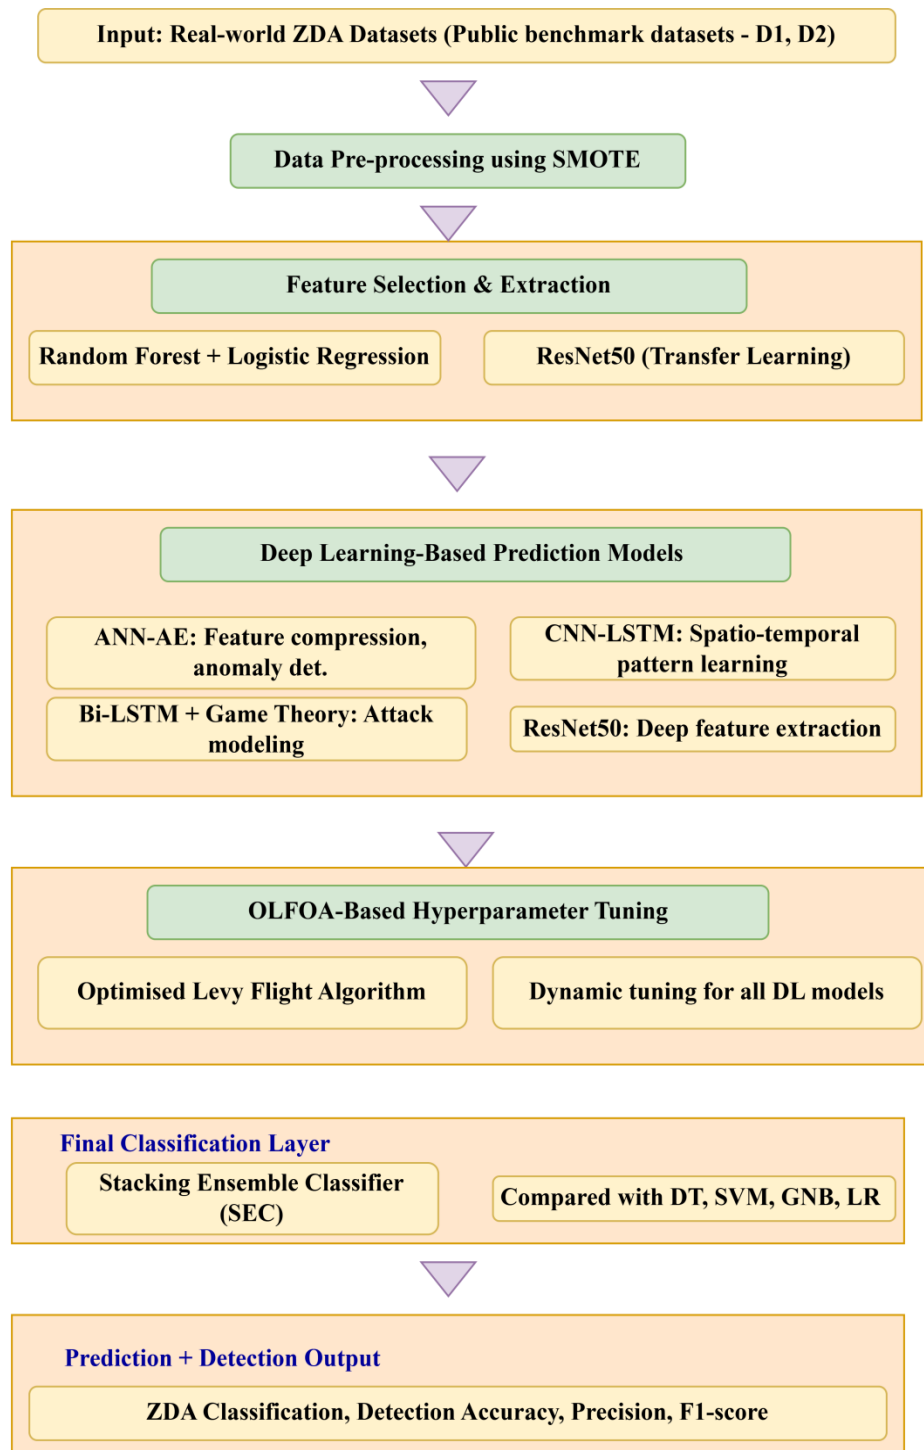 Input: Real-world ZDA Datasets (Public benchmark datasets - D1, D2)
Data Pre-processing using SMOTE
Feature Selection & Extraction
Random Forest + Logistic Regression
ResNet50 (Transfer Learning)
Deep Learning-Based Prediction Models
ANN-AE: Feature compression,
anomaly det.
CNN-LSTM: Spatio-temporal
pattern learning
Bi-LSTM + Game Theory: Attack
modeling
ResNet50: Deep feature extraction
OLFOA-Based Hyperparameter Tuning
Optimised Levy Flight Algorithm
Dynamic tuning for all DL models
Final Classification Layer
Stacking Ensemble Classifier
(SEC)
Compared with DT, SVM, GNB, LR
Prediction + Detection Output
ZDA Classification, Detection Accuracy, Precision, F1-score